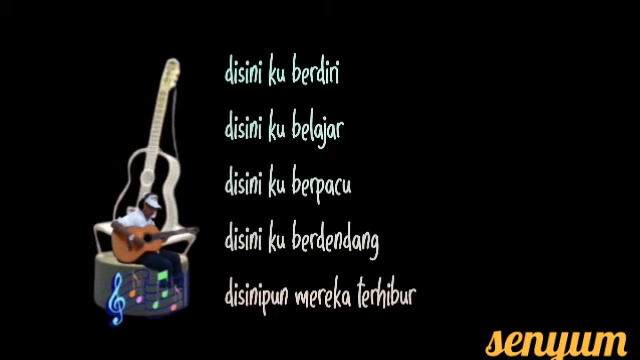 disini ku berdiri
disini ku belajar
disini ku berpacu
disini ku berdendang
disinipun mereka terhibur
senyum